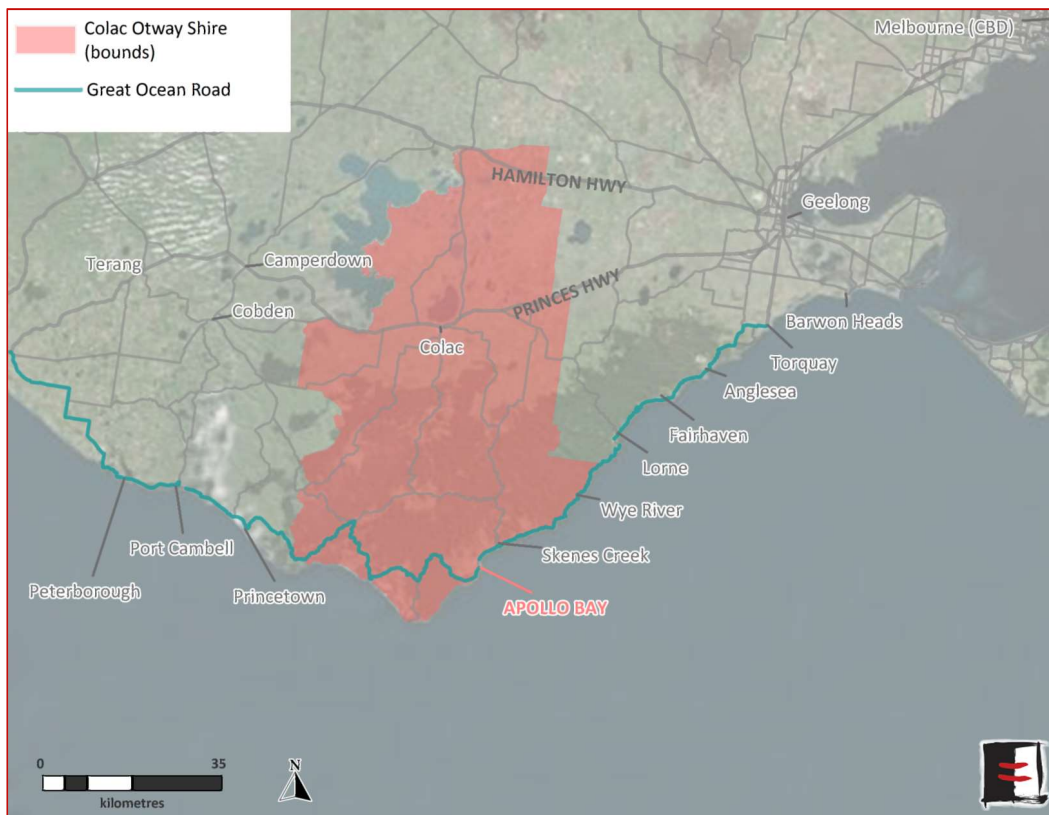 Colac Otway Shire
(bounds)
Great Ocean Road
Melbourne (CBD)
HAMILTON HWY
Geelong
Terang
Camperdown
PRINCES HWY
Cobden
Barwon Heads
Colac
Torquay
Anglesea
Fairhaven
Lorne
Wye River
Port Cambell
Skenes Creek
Peterborough
Princetown
APOLLO BAY
0 35
kilometres
N